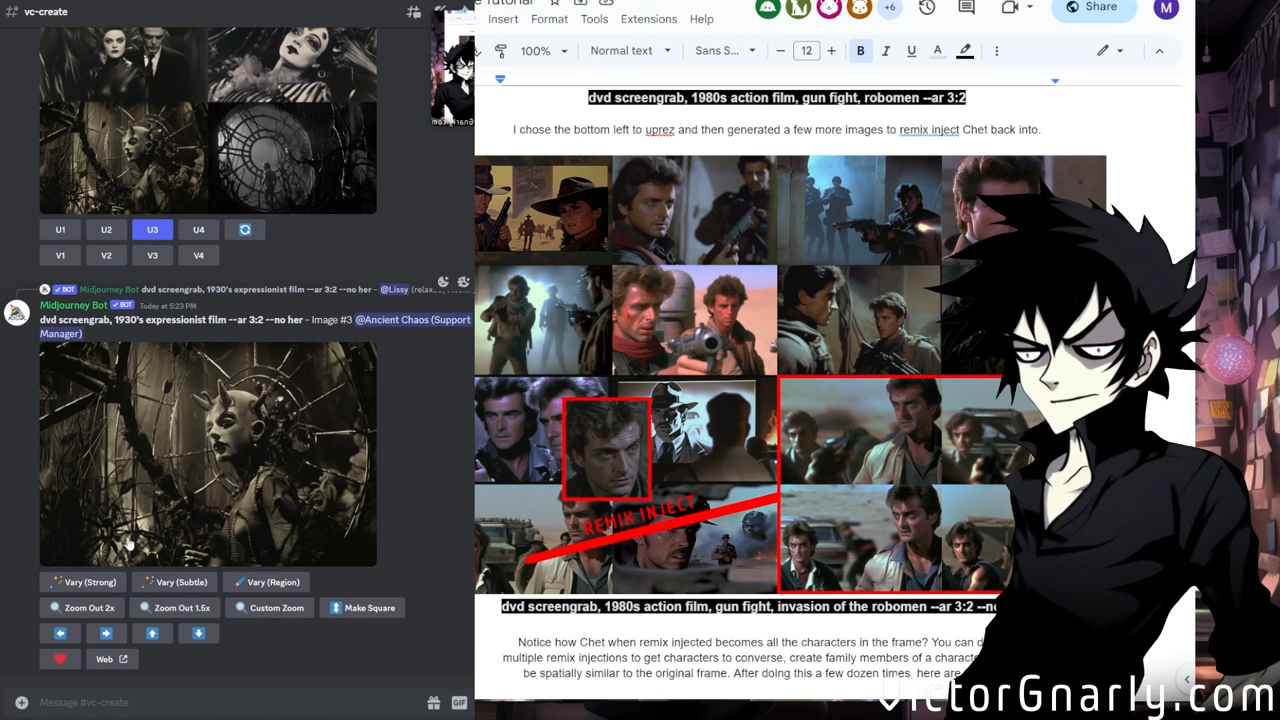 vc-create
U1 U2 U3 U4
V1 V2 V3 V4
BOT Midjourney Bot dvd screengrab, 1930's expressionist film --ar 3:2 --no her - @Lissy
Midjourney Bot BOT Today at 5:23 PM
dvd screengrab, 1930's expressionist film --ar 3:2 --no her - Image #3 @Ancient Chaos (Support
Manager)
Vary (Strong) Vary (Subtle) Vary (Region)
Zoom Out 2x Zoom Out 1.5x Custom Zoom Make Square
Web
Message #vc-create
GIF
Insert Format Tools Extensions Help
+6
Share
M
100% Normal text Sans S... 12 B I U A
dvd screengrab, 1980s action film, gun fight, robomen --ar 3:2
I chose the bottom left to uprez and then generated a few more images to remix inject Chet back into.
REMIX INJECT
dvd screengrab, 1980s action film, gun fight, invasion of the robomen --ar 3:2
Notice how Chet when remix injected becomes all the characters in the frame? You can
multiple remix injections to get characters to converse, create family members of a
be spatially similar to the original frame. After doing this a few dozen times, here are
VictorGnarly.com